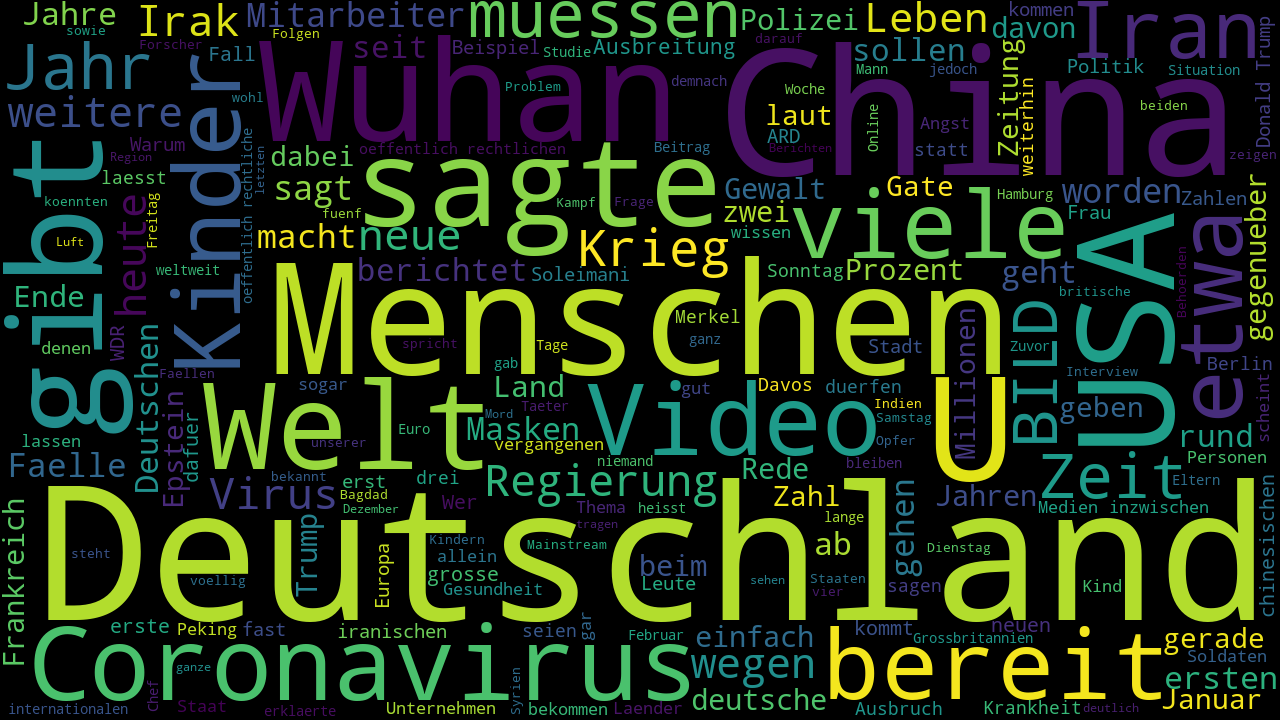 Jahre
sowie
Irak
Forscher
Mitarbeiter
Folgen
muessen
Polizei
Leben
kommen
davon
Iran
Donald Trump
Jahr
Fall
seit
Beispiel
Studie
Ausbreitung
darauf
sollen
Mann
jedoch
Zeitung
Politik
Situation
weitere
wohl
Kinder
Wuhan
Problem
demnach
China
Woche
laut
ARD
Berichten
Online
Angst
statt
weiterhin
beiden
zeigen
gibt
Warum
Region
laesst
koennten
heute
Freitag
oeffentlich rechtliche
letzten
dabei
oeffentlich rechtlichen
sagt
fuenf
sagte
Beitrag
Kampf
Frage
Gewalt
Gate
Hamburg
worden
Zahlen
macht
neue
Krieg
zwei
wissen
viele
Frau
USA
etwa
gegenueber
Luft
weltweit
berichtet
Soleimani
Sonntag
Prozent
geht
britische
Behoerden
Ende
denen
WDR
Deutschen
Menschen
Merkel
spricht
Tage
gab
ganz
Stadt
Millionen
BILD
Zuvor
Interview
Berlin
scheint
Faellen
Epstein
dafuer
sogar
Welt
unserer
Euro
Land
Mord
Taeter
Masken
vergangenen
Video
gut
Davos
duerfen
Indien
Samstag
Opfer
U
geben
rund
Personen
lassen
Faelle
bekannt
Virus
erst
drei
niemand
Regierung
Rede
bleiben
Zeit
Eltern
Frankreich
Bagdad
Dezember
Wer
Thema
heisst
tragen
Zahl
lange
ab
gehen
Jahren
Medien inzwischen
chinesischen
Deutschland
steht
voellig
Trump
Europa
Kindern
allein
grosse
Gesundheit
Mainstream
beim
Leute
sehen
Staaten
vier
sagen
Dienstag
Kind
erste
Peking
fast
iranischen
seien
gar
Februar
einfach
kommt
Grossbritannien
neuen
gerade
Soldaten
Coronavirus
ganze
wegen
bereit
ersten
internationalen
Chef
Staat
erklaerte
Unternehmen
Syrien
bekommen
Laender
deutsche
Ausbruch
Krankheit
deutlich
Januar